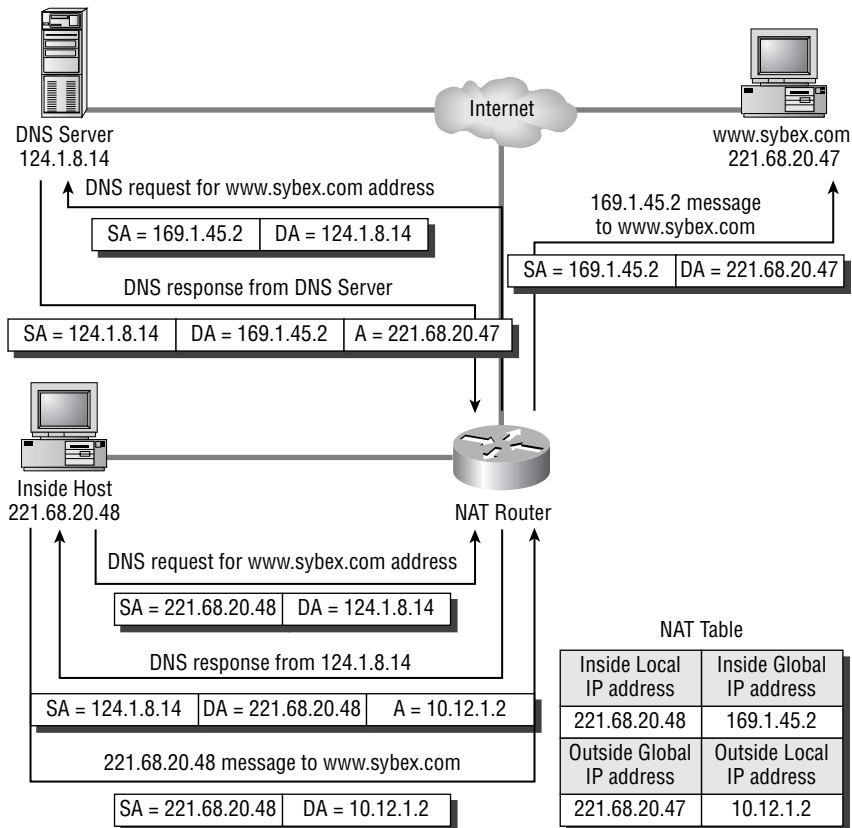 Internet
DNS Server
124.1.8.14
www.sybex.com
221.68.20.47
DNS request for www.sybex.com address
SA = 169.1.45.2 DA = 124.1.8.14
169.1.45.2 message
to www.sybex.com
SA = 169.1.45.2 DA = 221.68.20.47
DNS response from DNS Server
SA = 124.1.8.14 DA = 169.1.45.2 A = 221.68.20.47
Inside Host
221.68.20.48
NAT Router
DNS request for www.sybex.com address
SA = 221.68.20.48 DA = 124.1.8.14
DNS response from 124.1.8.14
SA = 124.1.8.14 DA = 221.68.20.48 A = 10.12.1.2
221.68.20.48 message to www.sybex.com
SA = 221.68.20.48 DA = 10.12.1.2
NAT Table
Inside Local Inside Global
IP address IP address
221.68.20.48 169.1.45.2
Outside Global Outside Local
IP address IP address
221.68.20.47 10.12.1.2